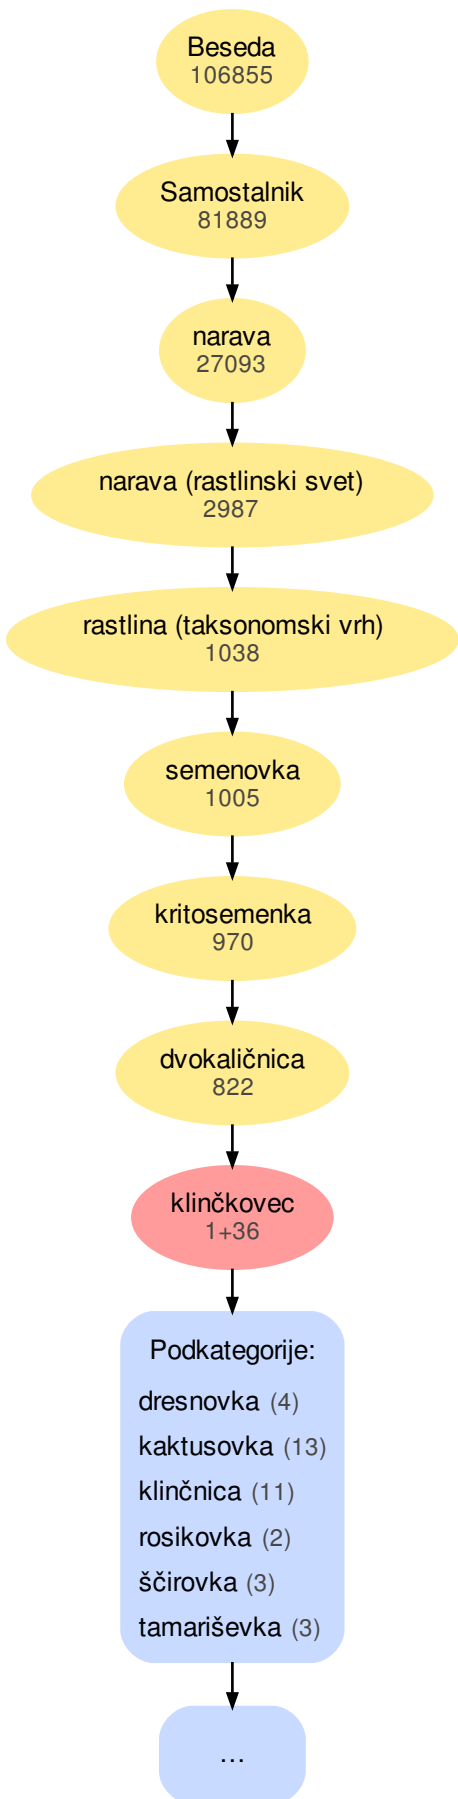 Beseda
106855
Samostalnik
81889
narava
27093
narava (rastlinski svet)
2987
rastlina (taksonomski vrh)
1038
semenovka
1005
kritosemenka
970
dvokaličnica
822
klinčkovec
1+36
Podkategorije:
dresnovka (4)
kaktusovka (13)
klinčnica (11)
rosikovka (2)
ščirovka (3)
tamariševka (3)
...